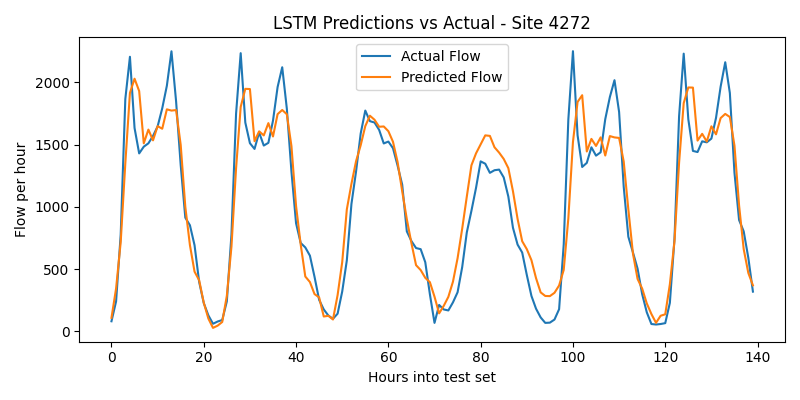 LSTM Predictions vs Actual - Site 4272
Actual Flow
Predicted Flow
Flow per hour
2000
1500
1000
500
0
0 20 40 60 80 100 120 140
Hours into test set